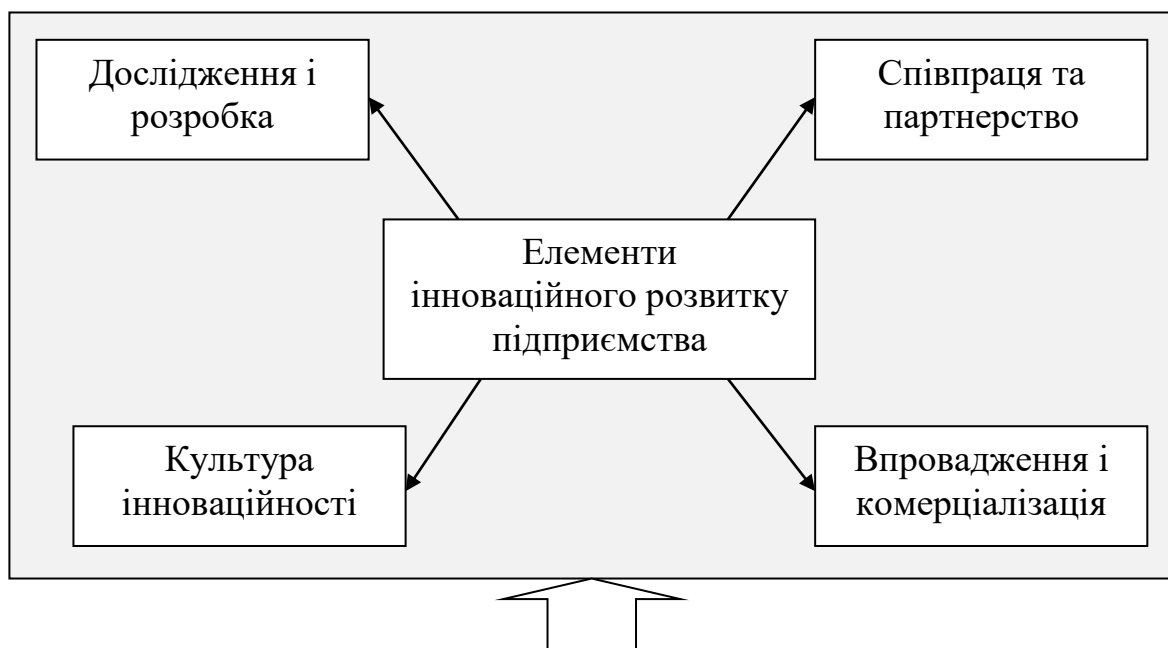 Дослідження і
розробка
Співпраця та
партнерство
Елементи
інноваційного розвитку
підприємства
Культура
інноваційності
Впровадження і
комерціалізація